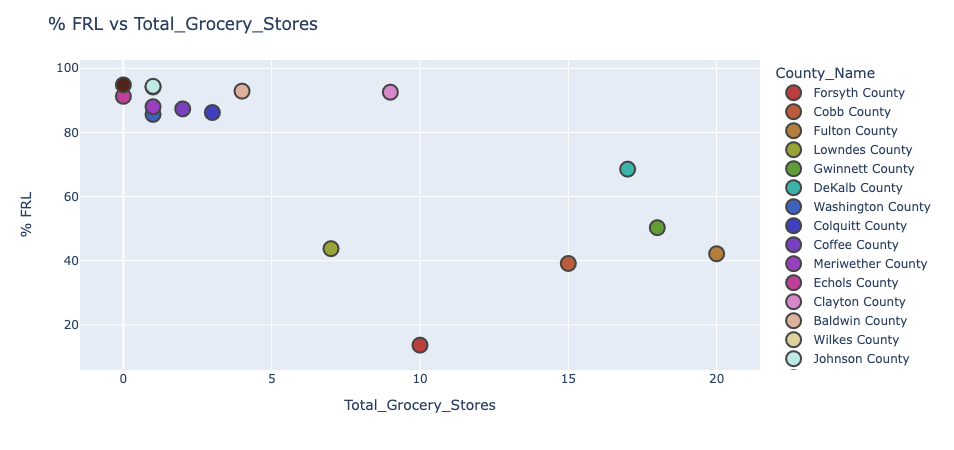 % FRL vs Total_Grocery_Stores
County_Name
100
80
60
40
20
% FRL
0
5
10
15
20
Total_Grocery_Stores
Forsyth County
Cobb County
Fulton County
Lowndes County
Gwinnett County
DeKalb County
Washington County
Colquitt County
Coffee County
Meriwether County
Echols County
Clayton County
Baldwin County
Wilkes County
Johnson County